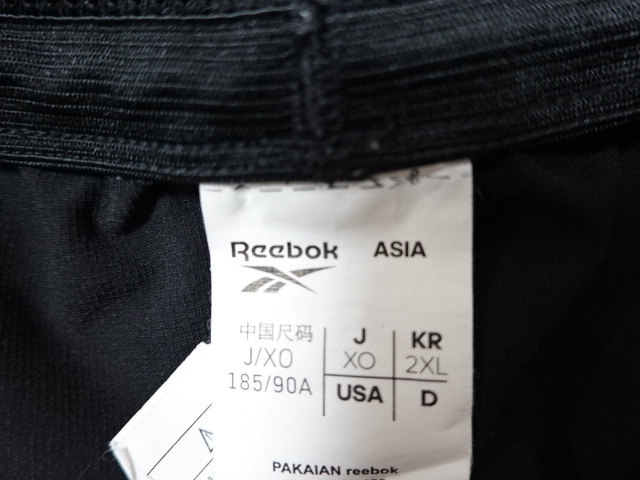 Reebok ASIA
中国尺码 J KR
J/XO XO 2XL
185/90A USA D
PAKAIAN reebok